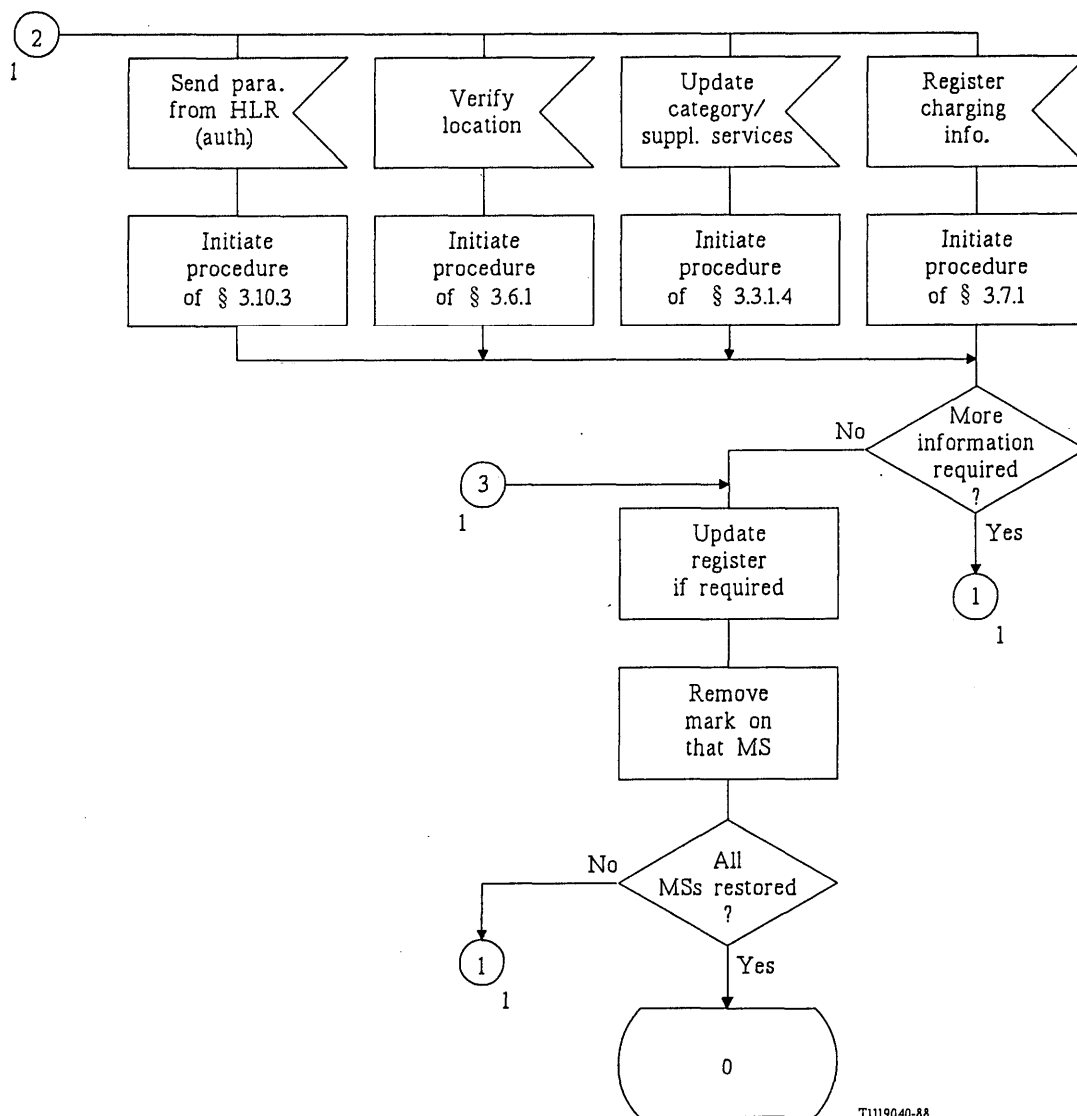 2
1
Send para.
from HLR
(auth.)
Verify
location
Update
category/
suppl. services
Register
charging
info.
Initiate
procedure
of § 3.10.3
Initiate
procedure
of § 3.6.1
Initiate
procedure
of § 3.3.1.4
Initiate
procedure
of § 3.7.1
More
information
required
?
No
Yes
3
1
1
1
Update
register
if required
Remove
mark on
that MS
All
MSs restored
?
No
Yes
1
1
0
T1119040-88